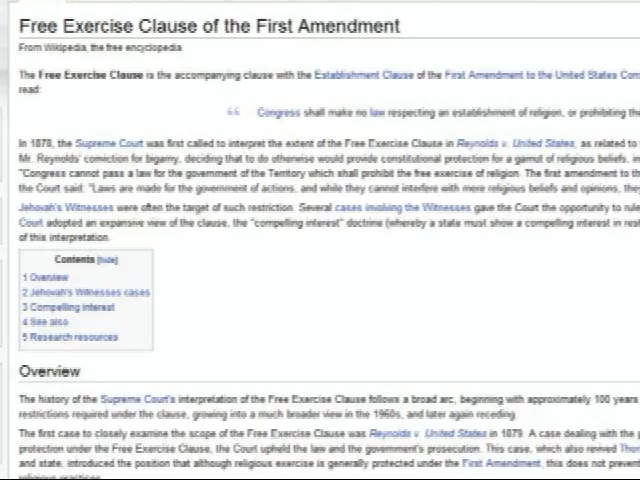 Free Exercise Clause of the First Amendment
From Wikipedia, the free encyclopedia
The Free Exercise Clause is the accompanying clause with the Establishment Clause of the First Amendment to the United States Cons
read:
“ Congress shall make no law respecting an establishment of religion, or prohibiting the
In 1878, the Supreme Court was first called to interpret the extent of the Free Exercise Clause in Reynolds v. United States, as related to
Mr. Reynolds' conviction for bigamy, deciding that to do otherwise would provide constitutional protection for a gamut of religious beliefs, in
"Congress cannot pass a law for the government of the Territory which shall prohibit the free exercise of religion. The first amendment to th
the Court said: "Laws are made for the government of actions, and while they cannot interfere with mere religious beliefs and opinions, they
Jehovah's Witnesses were often the target of such restriction. Several cases involving the Witnesses gave the Court the opportunity to rule
Court adopted an expansive view of the clause, the "compelling interest" doctrine (whereby a state must show a compelling interest in rest
of this interpretation.
Contents [hide]
1 Overview
2 Jehovah's Witnesses cases
3 Compelling interest
4 See also
5 Research resources
Overview
The history of the Supreme Court's interpretation of the Free Exercise Clause follows a broad arc, beginning with approximately 100 years
restrictions required under the clause, growing into a much broader view in the 1960s, and later again receding.
The first case to closely examine the scope of the Free Exercise Clause was Reynolds v. United States in 1879. A case dealing with the p
protection under the Free Exercise Clause, the Court upheld the law and the government's prosecution. This case, which also revived Thom
and state, introduced the position that although religious exercise is generally protected under the First Amendment, this does not prevent
religious practices